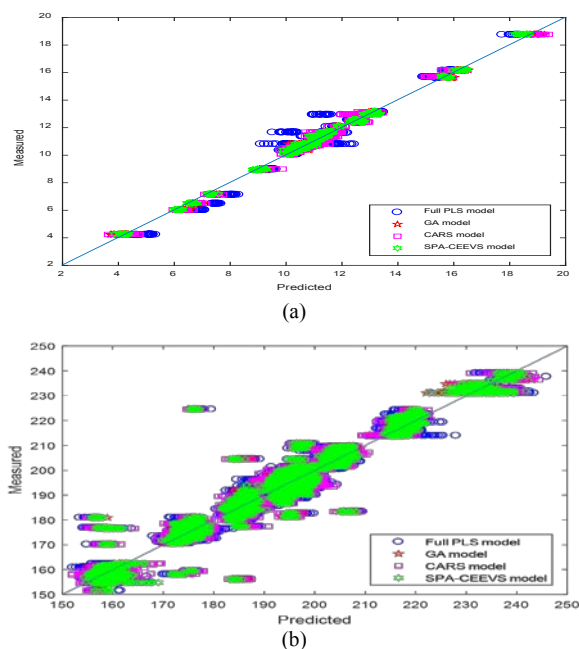 20
18
16
14
12
10
8
6
4
2
Measured
Full PLS model
GA model
CARS model
SPA-CEEVS model
2 4 6 8 10 12 14 16 18 20
Predicted
(a)
250
240
230
220
210
200
190
180
170
160
150
Measured
Full PLS model
GA model
CARS model
SPA-CEEVS model
150 160 170 180 190 200 210 220 230 240 250
Predicted
(b)